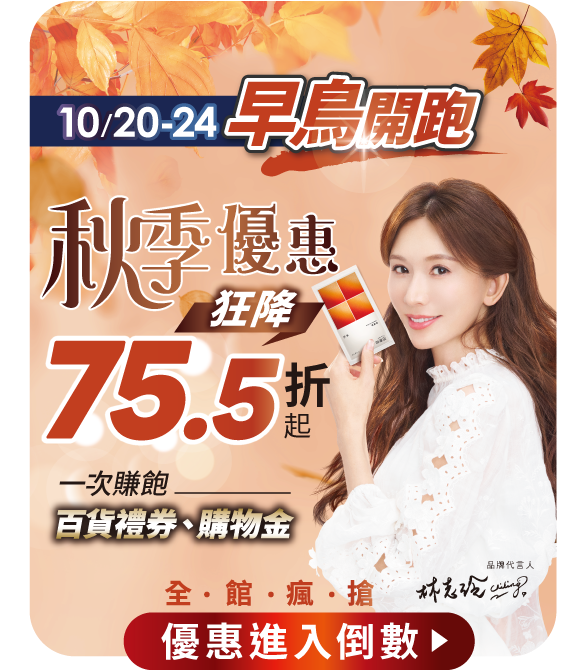 10/20-24 早鳥開跑
秋季優惠
狂降
75.5折起
一次賺飽
百貨禮券、購物金
品牌代言人
林志玲 chiling
全・館・瘋・搶
優惠進入倒數